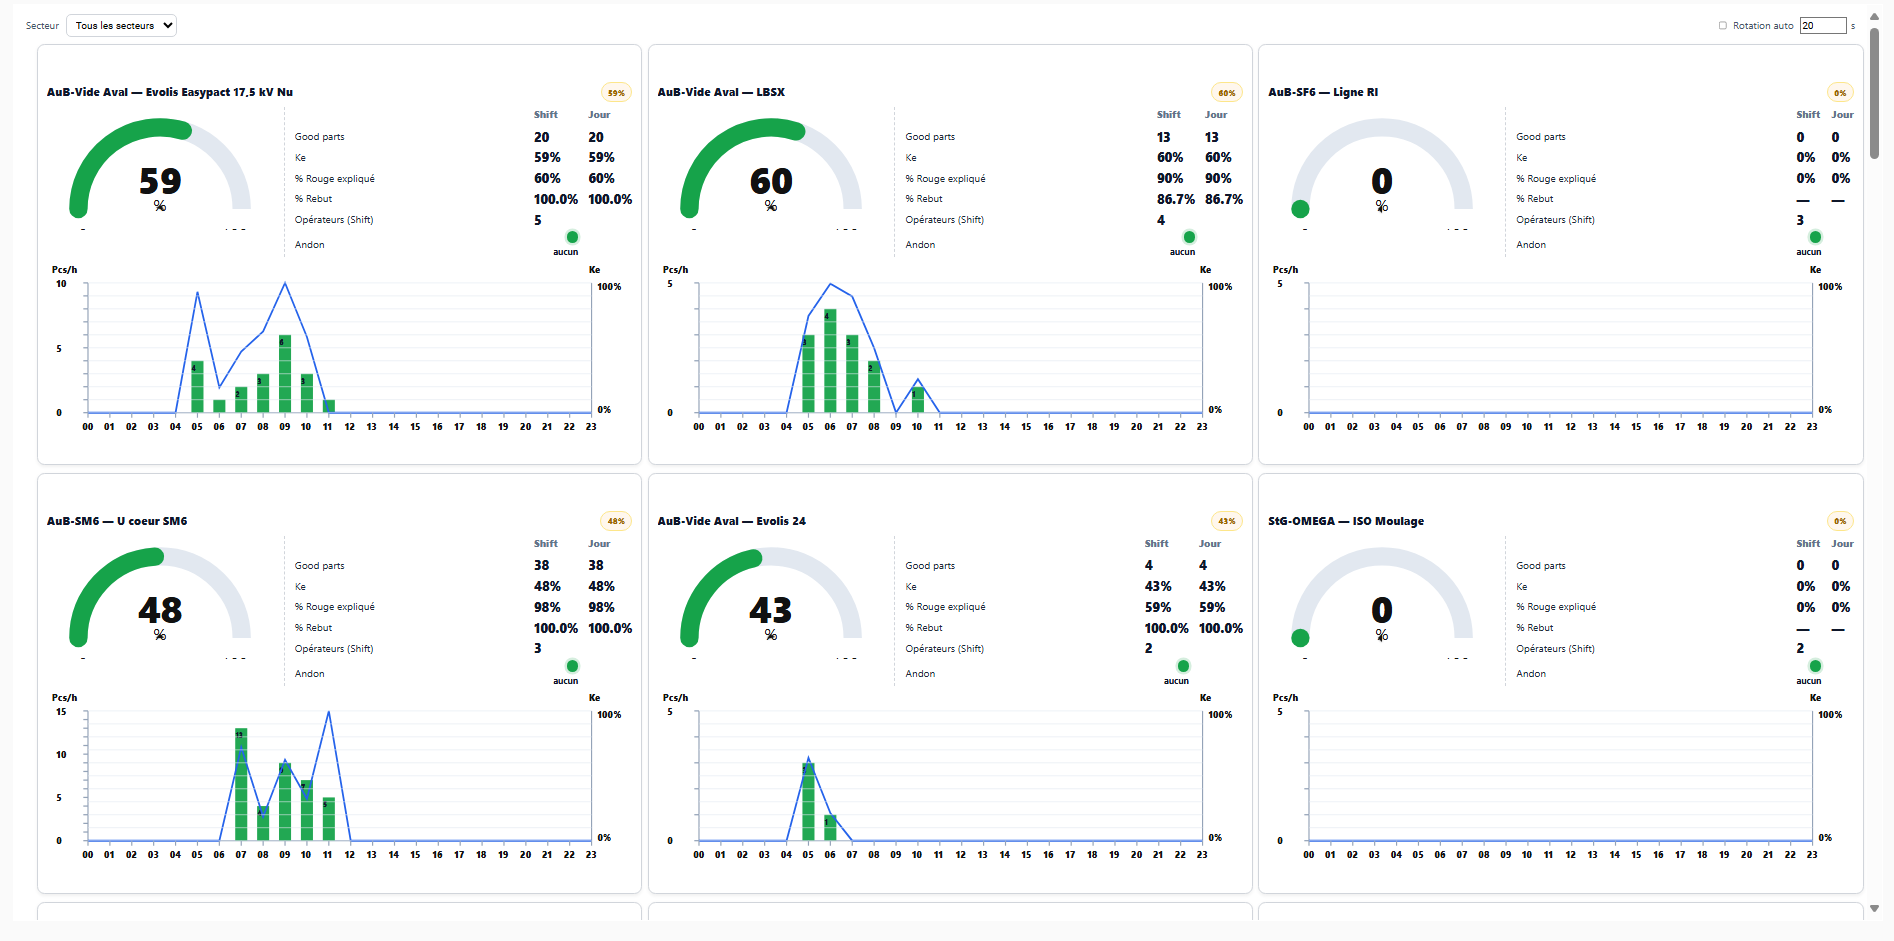 Secteur Tous les secteurs Rotation auto 20 s
AuB-Vide Aval — Evolis Easypact 17,5 kV Nu 59%
Shift Jour
Good parts 20 20
Ke 59% 59%
% Rouge expliqué 60% 60%
% Rebut 100.0% 100.0%
Opérateurs (Shift) 5
Andon aucun
59
%
Pcs/h Ke
10 100%
5
0 0%
4 2 3 6 3
00 01 02 03 04 05 06 07 08 09 10 11 12 13 14 15 16 17 18 19 20 21 22 23
AuB-Vide Aval — LBSX 60%
Shift Jour
Good parts 13 13
Ke 60% 60%
% Rouge expliqué 90% 90%
% Rebut 86.7% 86.7%
Opérateurs (Shift) 4
Andon aucun
60
%
Pcs/h Ke
5 100%
0 0%
3 4 3 2 1
00 01 02 03 04 05 06 07 08 09 10 11 12 13 14 15 16 17 18 19 20 21 22 23
AuB-SF6 — Ligne RI 0%
Shift Jour
Good parts 0 0
Ke 0% 0%
% Rouge expliqué 0% 0%
% Rebut — —
Opérateurs (Shift) 3
Andon aucun
0
%
Pcs/h Ke
5 100%
0 0%
00 01 02 03 04 05 06 07 08 09 10 11 12 13 14 15 16 17 18 19 20 21 22 23
AuB-SM6 — U coeur SM6 48%
Shift Jour
Good parts 38 38
Ke 48% 48%
% Rouge expliqué 98% 98%
% Rebut 100.0% 100.0%
Opérateurs (Shift) 3
Andon aucun
48
%
Pcs/h Ke
15 100%
10
5
0 0%
13 4 9 7 5
00 01 02 03 04 05 06 07 08 09 10 11 12 13 14 15 16 17 18 19 20 21 22 23
AuB-Vide Aval — Evolis 24 43%
Shift Jour
Good parts 4 4
Ke 43% 43%
% Rouge expliqué 59% 59%
% Rebut 100.0% 100.0%
Opérateurs (Shift) 2
Andon aucun
43
%
Pcs/h Ke
5 100%
0 0%
3 1
00 01 02 03 04 05 06 07 08 09 10 11 12 13 14 15 16 17 18 19 20 21 22 23
StG-OMEGA — ISO Moulage 0%
Shift Jour
Good parts 0 0
Ke 0% 0%
% Rouge expliqué 0% 0%
% Rebut — —
Opérateurs (Shift) 2
Andon aucun
0
%
Pcs/h Ke
5 100%
0 0%
00 01 02 03 04 05 06 07 08 09 10 11 12 13 14 15 16 17 18 19 20 21 22 23